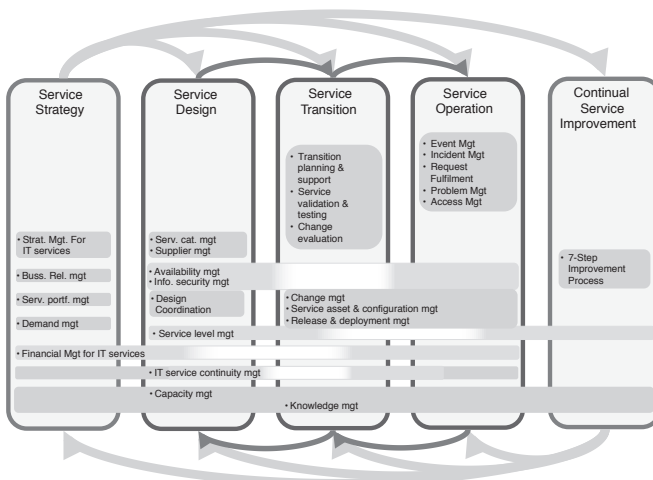 Service
Strategy
Service
Design
Service
Transition
Service
Operation
Continual
Service
Improvement
• Transition
planning &
support
• Service
validation &
testing
• Change
evaluation
• Event Mgt
• Incident Mgt
• Request
Fulfilment
• Problem Mgt
• Access Mgt
• Strat. Mgt. For
IT services
• Buss. Rel. mgt
• Serv. portf. mgt
• Demand mgt
• Serv. cat. mgt
• Supplier mgt
• Availability mgt
• Info. security mgt
• Design
Coordination
• Change mgt
• Service asset & configuration mgt
• Release & deployment mgt
• 7-Step
Improvement
Process
• Service level mgt
• Financial Mgt for IT services
• IT service continuity mgt
• Capacity mgt
• Knowledge mgt